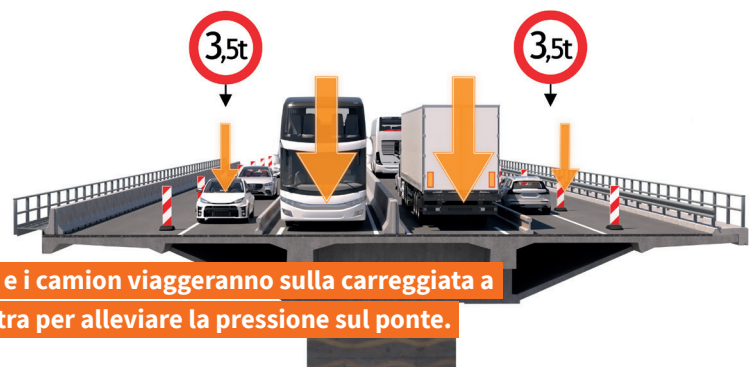 3,5t
3,5t
e i camion viaggeranno sulla carreggiata a
tra per alleviare la pressione sul ponte.